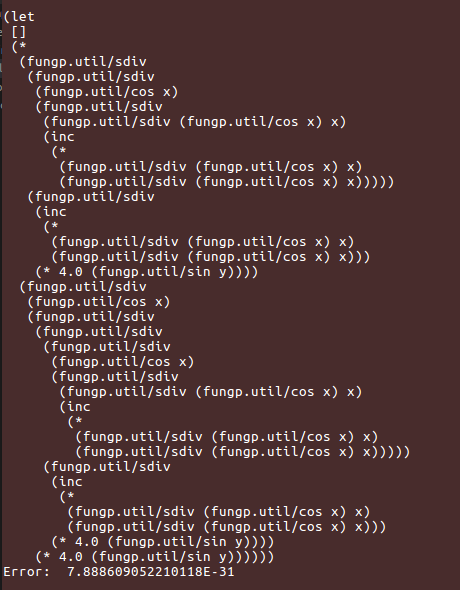 (let
[]
(*
(fungp.util/sdiv
(fungp.util/sdiv
(fungp.util/cos x)
(fungp.util/sdiv
(fungp.util/sdiv (fungp.util/cos x) x)
(inc
(*
(fungp.util/sdiv (fungp.util/cos x) x)
(fungp.util/sdiv (fungp.util/cos x) x)))))
(fungp.util/sdiv
(inc
(*
(fungp.util/sdiv (fungp.util/cos x) x)
(fungp.util/sdiv (fungp.util/cos x) x)))
(* 4.0 (fungp.util/sin y))))
(fungp.util/sdiv
(fungp.util/cos x)
(fungp.util/sdiv
(fungp.util/sdiv
(fungp.util/sdiv
(fungp.util/cos x)
(fungp.util/sdiv
(fungp.util/sdiv (fungp.util/cos x) x)
(inc
(*
(fungp.util/sdiv (fungp.util/cos x) x)
(fungp.util/sdiv (fungp.util/cos x) x)))))
(fungp.util/sdiv
(inc
(*
(fungp.util/sdiv (fungp.util/cos x) x)
(fungp.util/sdiv (fungp.util/cos x) x)))
(* 4.0 (fungp.util/sin y))))
(* 4.0 (fungp.util/sin y))))))
Error:  7.888609052210118E-31